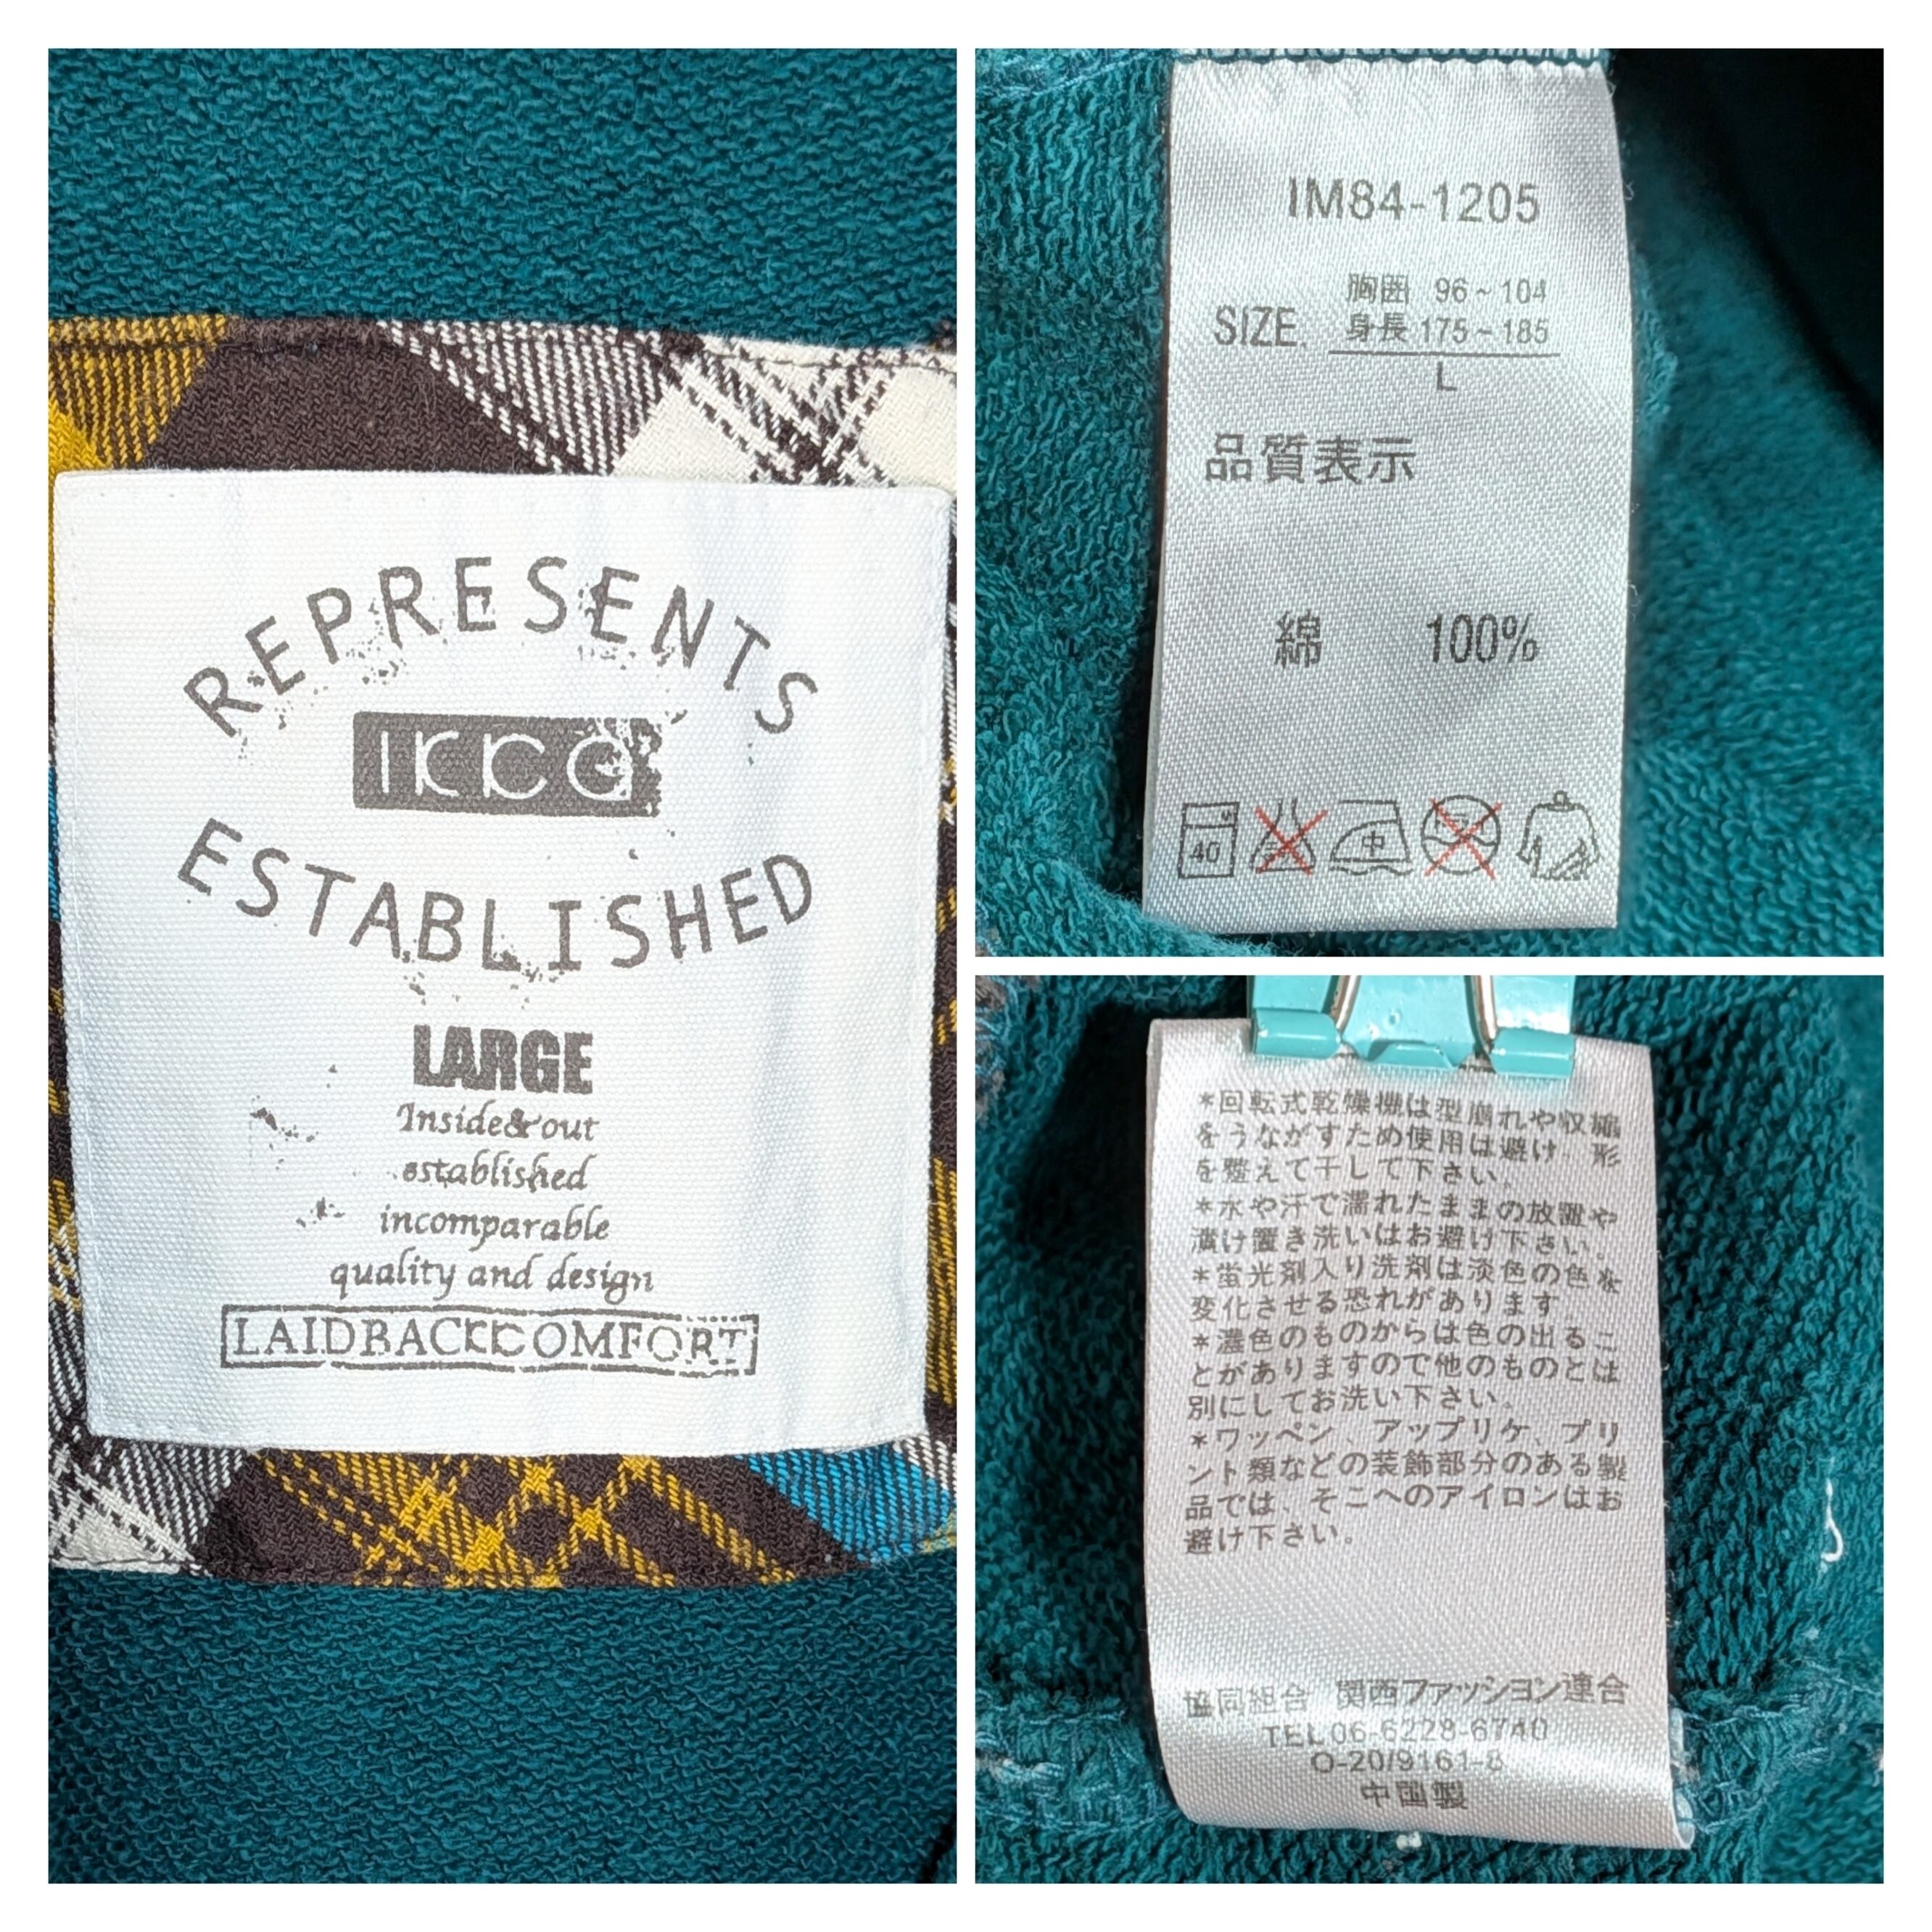 REPRESENTS
ESTABLISHED
LARGE
Inside&out
established
incomparable
quality and design
LAIDBACKCOMFORT
IM84-1205
胸囲 96~104
SIZE. 身長 175~185
L
品質表示
綿 100%
40 中
*回転式乾燥機は型崩れや収縮
をうながすため使用は避け、形
を整えて干して下さい。
*水や汗で濡れたままの放置や
漬け置き洗いはお避け下さい。
*蛍光剤入り洗剤は淡色の色を
変化させる恐れがあります。
*濃色のものからは色の出るこ
とがありますので他のものとは
別にしてお洗い下さい。
*ワッペン、アップリケ、プリ
ント類などの装飾部分のある製
品では、そこへのアイロンはお
避け下さい。
協同組合 関西ファッション連合
TEL 06-6228-6740
O-20/9161-8
中国製